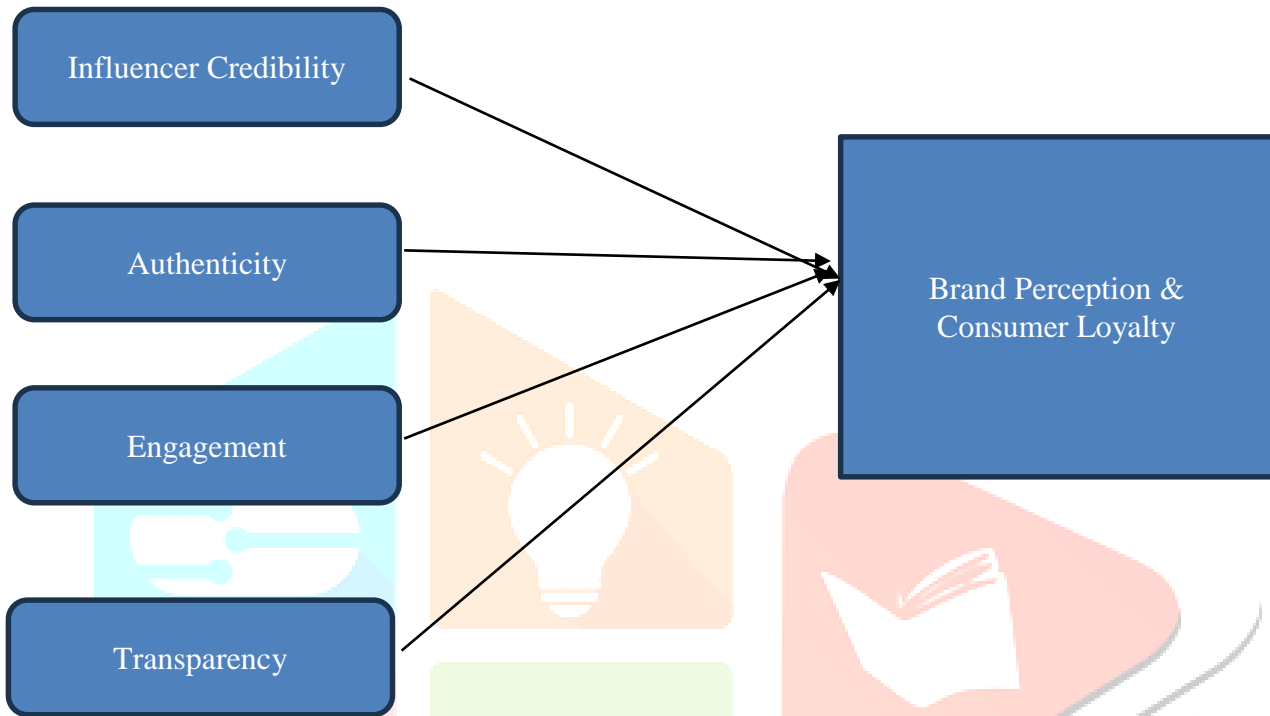 Influencer Credibility
Authenticity
Engagement
Transparency
Brand Perception &
Consumer Loyalty